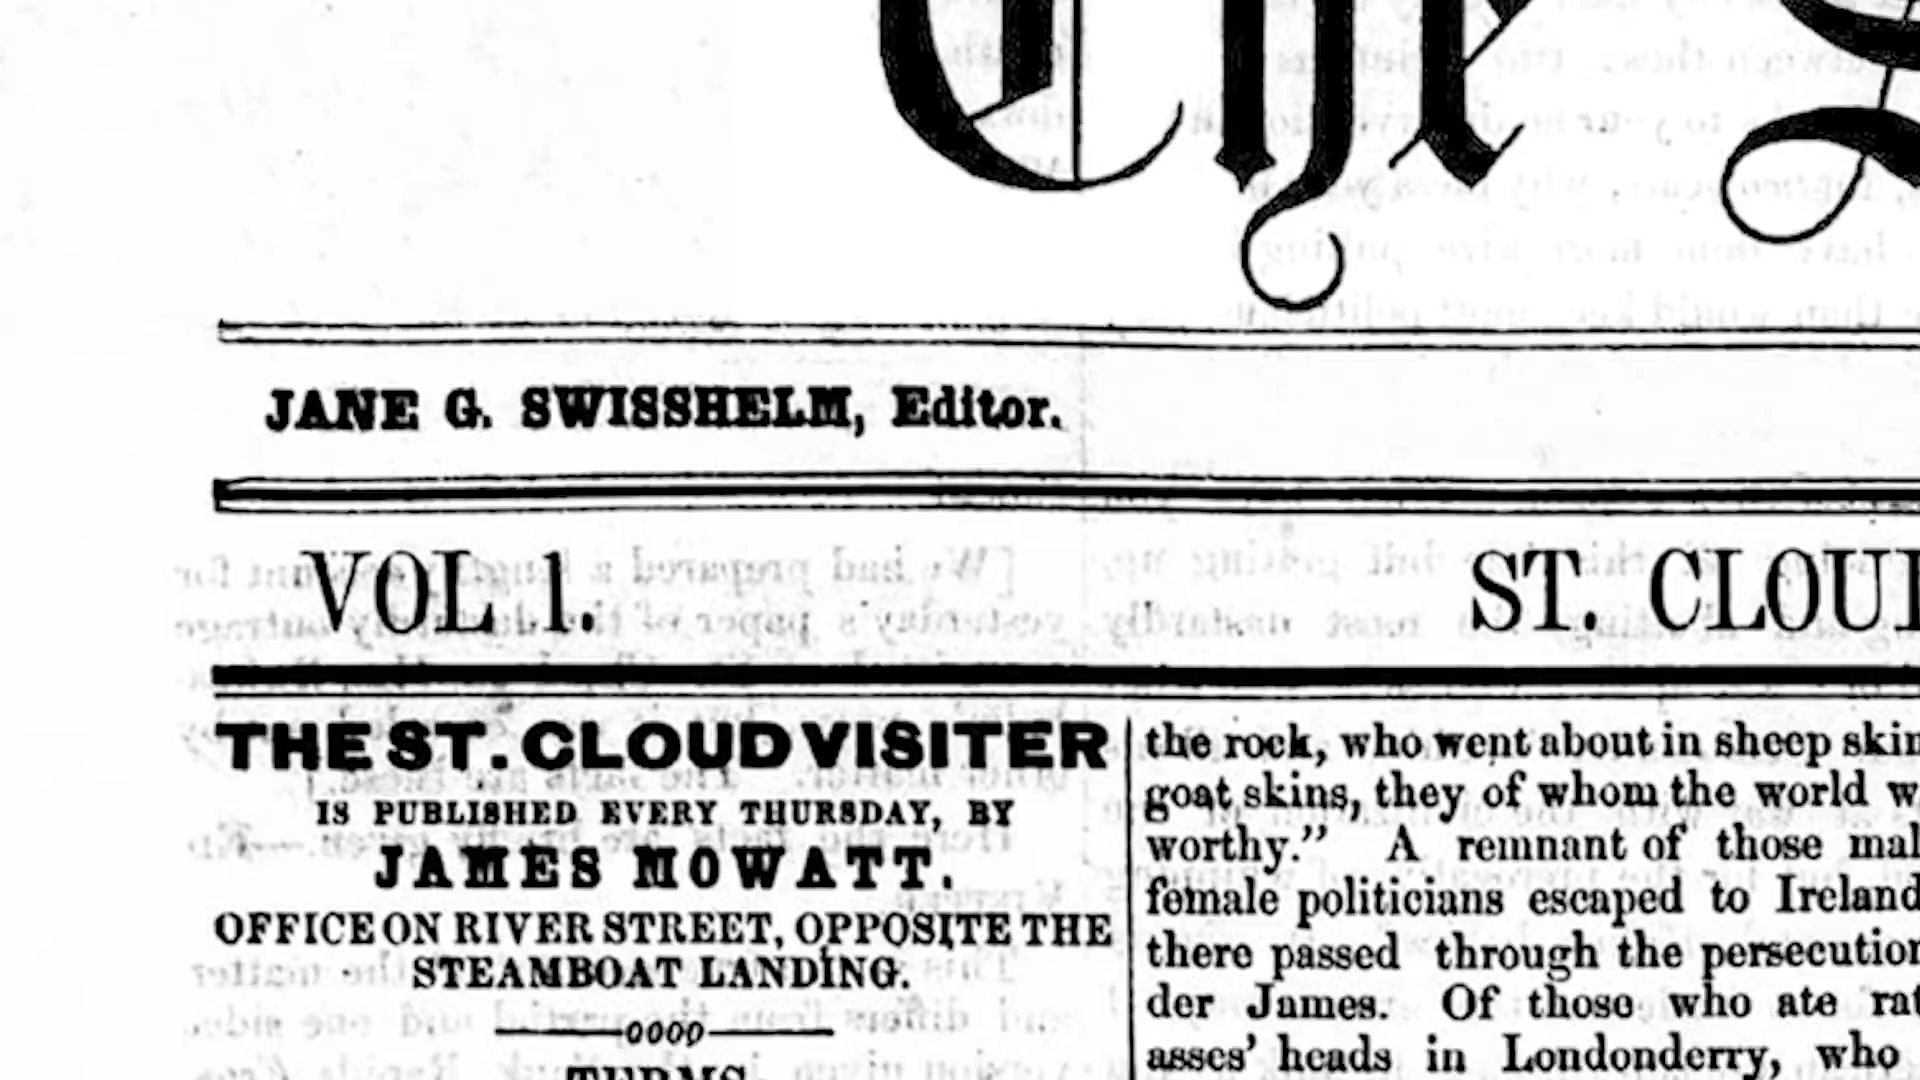 The S
JANE G. SWISSHELM, Editor.
VOL 1.
ST. CLOU
THE ST. CLOUD VISITER
IS PUBLISHED EVERY THURSDAY, BY
JAMES MOWATT.
OFFICE ON RIVER STREET, OPPOSITE THE
STEAMBOAT LANDING.
TERMS.
the rock, who went about in sheep skin
goat skins, they of whom the world w
worthy.” A remnant of those mal
female politicians escaped to Ireland
there passed through the persecution
der James. Of those who ate rat
asses' heads in Londonderry, who